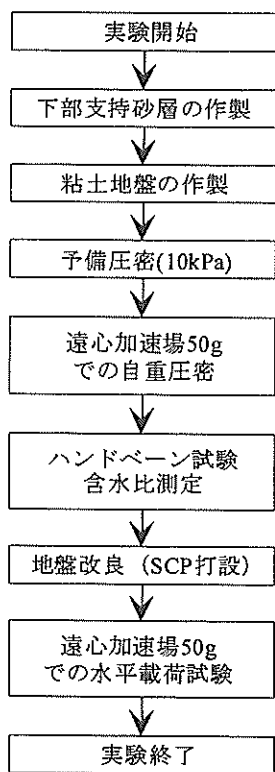 実験開始
下部支持砂層の作製
粘土地盤の作製
予備圧密(10kPa)
遠心加速場50g
での自重圧密
ハンドベーン試験
含水比測定
地盤改良（SCP打設）
遠心加速場50g
での水平載荷試験
実験終了